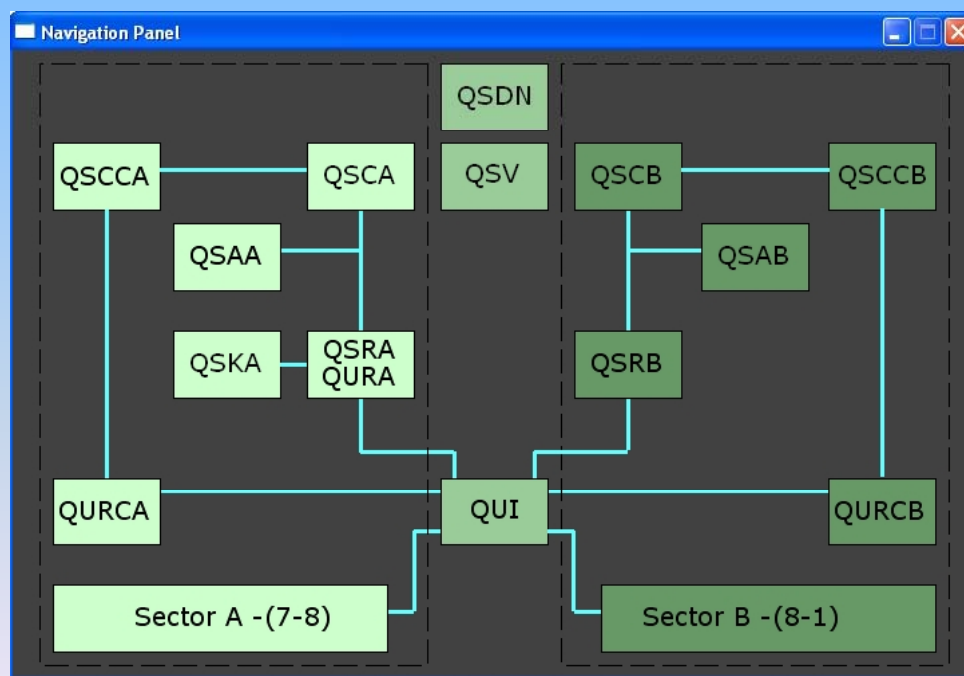 Navigation Panel
QSDN
QSCCA
QSCA
QSV
QSCB
QSCCB
QSAA
QSAB
QSKA
QSRA
QURA
QSRB
QURCA
QUI
QURCB
Sector A -(7-8)
Sector B -(8-1)